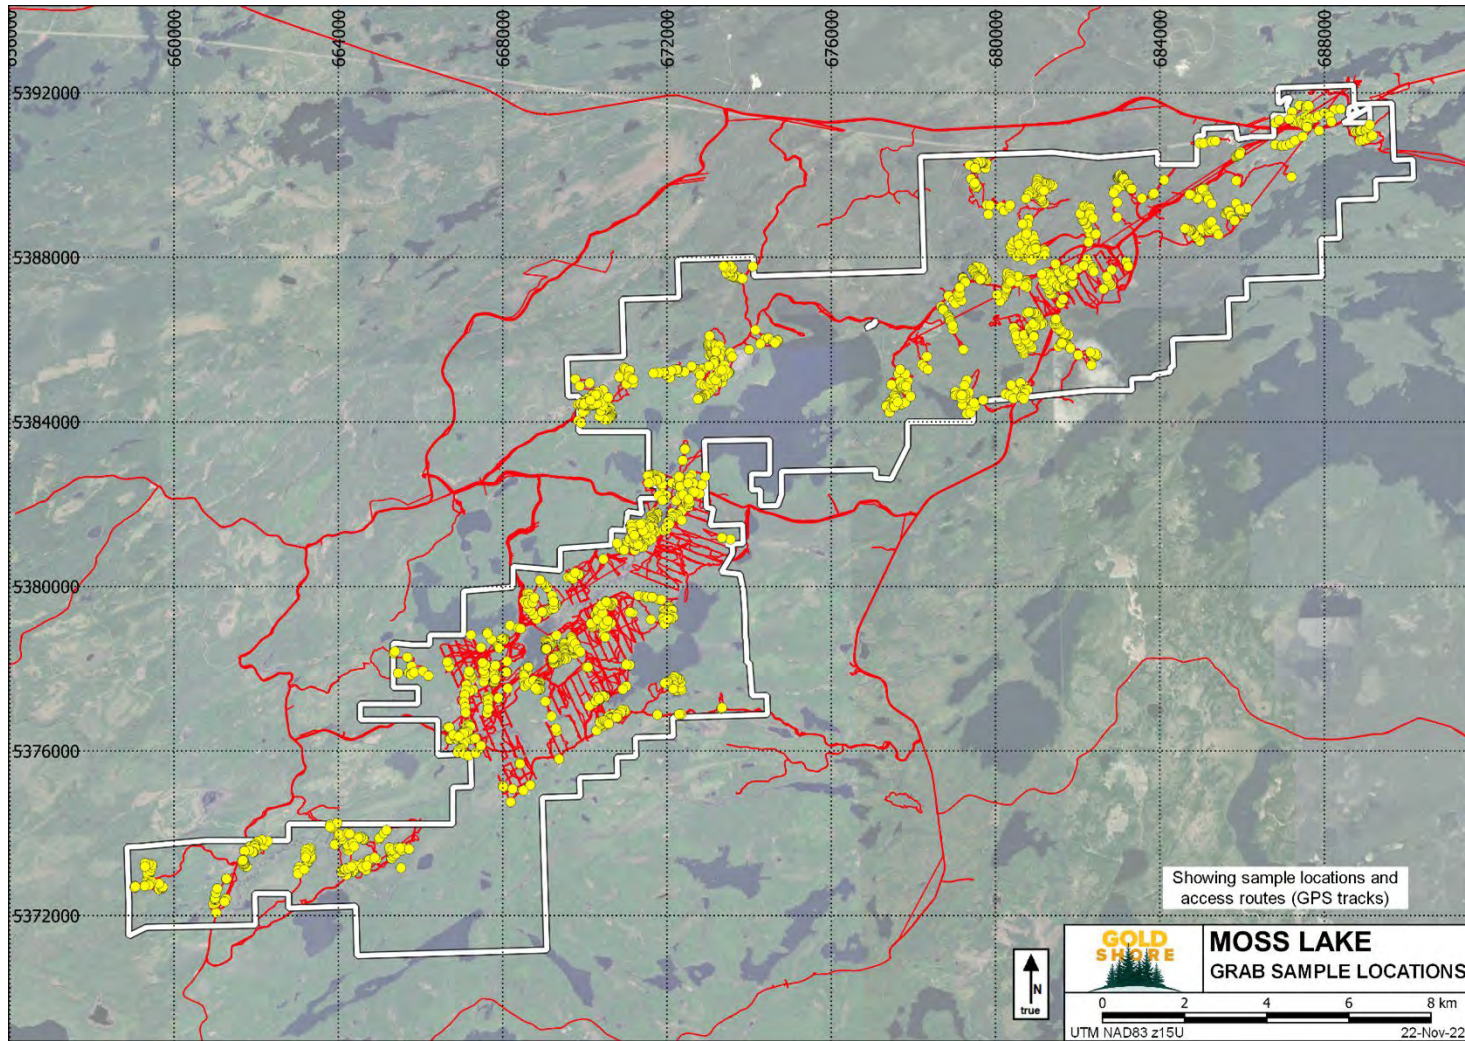 660000
664000
668000
672000
676000
680000
684000
688000
5392000
5388000
5384000
5380000
5376000
5372000
Showing sample locations and
access routes (GPS tracks)
GOLD
SHORE
MOSS LAKE
GRAB SAMPLE LOCATIONS
N
true
0 2 4 6 8 km
UTM NAD83 z15U
22-Nov-22